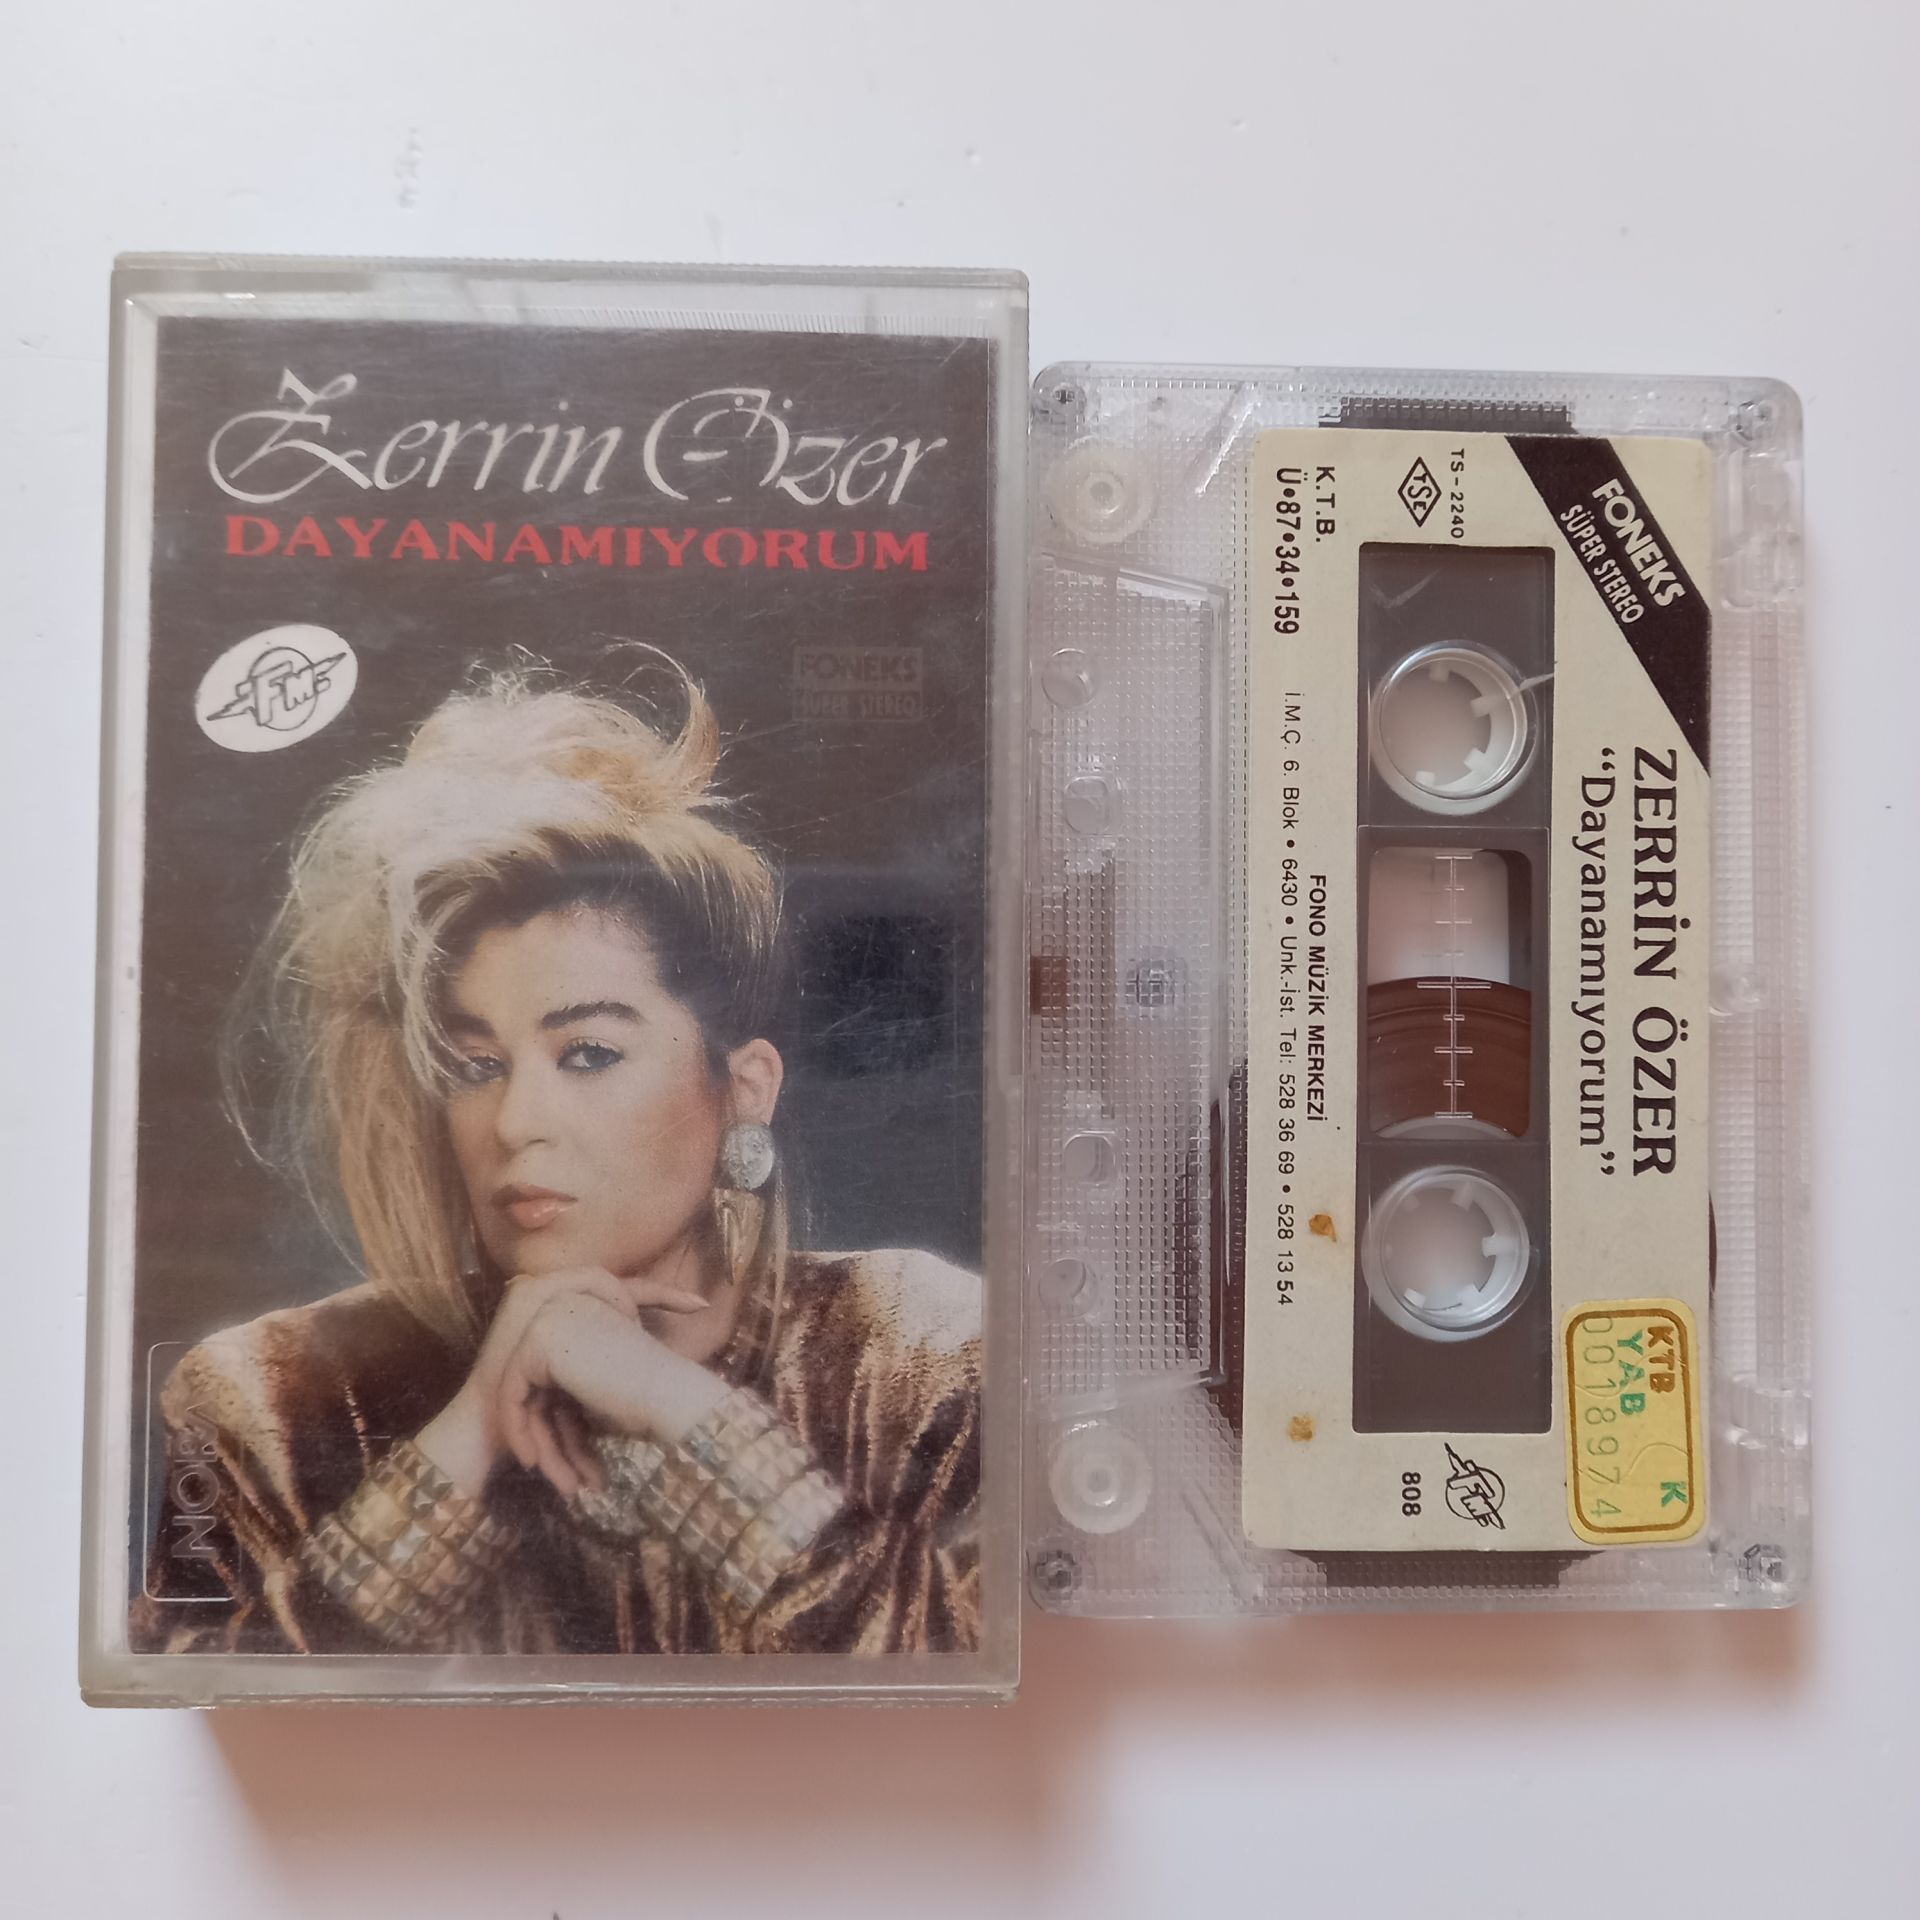 Zerrin Özer
DAYANAMIYORUM
FM
FONEKS
SÜPER STEREO
FONEKS
SÜPER STEREO
ZERRİN ÖZER
“Dayanamıyorum”
TS-2240
TSE
K.T.B.
Ü•87•34•159
FONO MÜZİK MERKEZİ
İ.M.Ç. 6. Blok • 6430 • Unk.-İst. Tel: 528 36 69 • 528 13 54
FM
808
KTB
YAB K
0018974